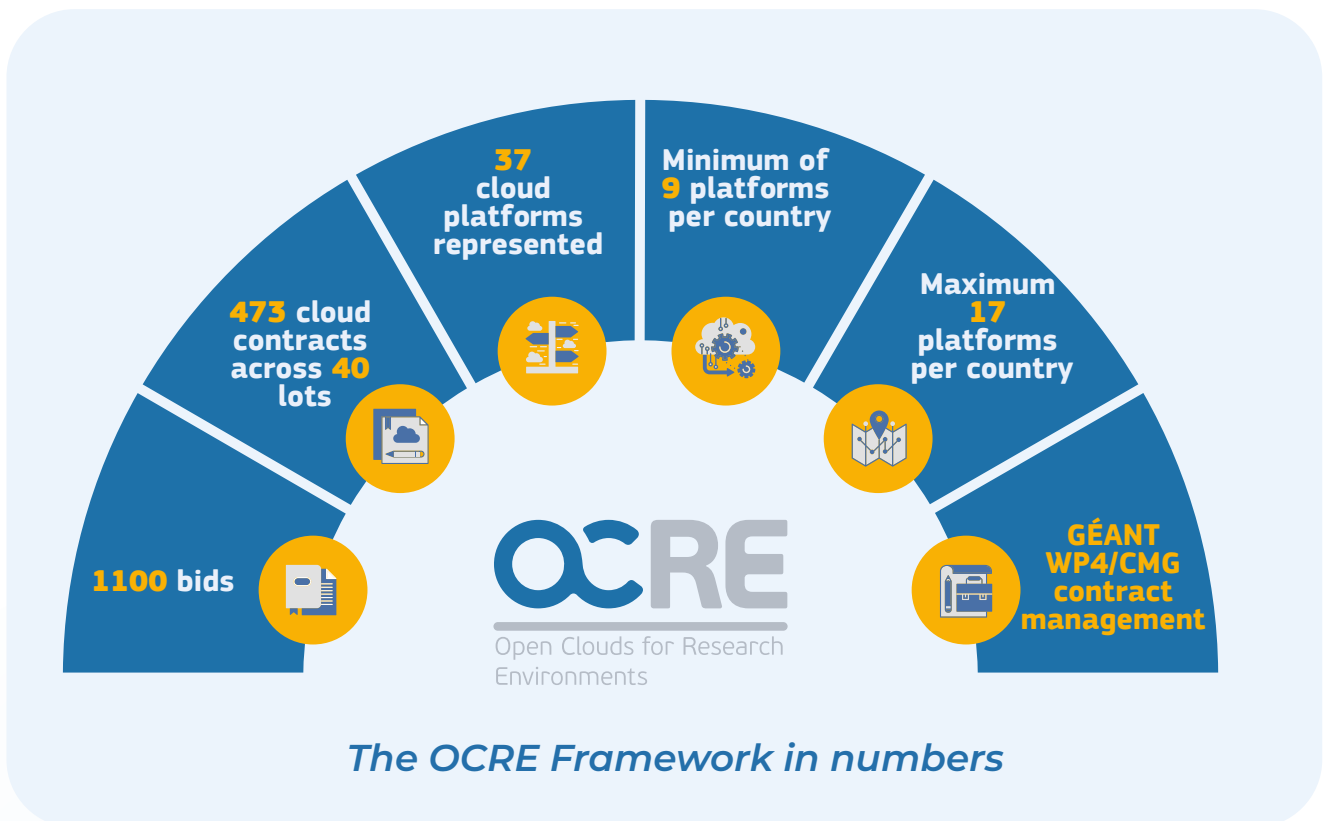 1100 bids
473 cloud
contracts
across 40
lots
37
cloud
platforms
represented
Minimum of
9 platforms
per country
Maximum
17
platforms
per country
GÉANT
WP4/CMG
contract
management
OCRE
Open Clouds for Research
Environments
The OCRE Framework in numbers